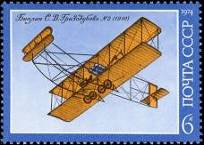 Биплан С. В. Гризодубова №2 (1910)
1974
ПОЧТА СССР
6к